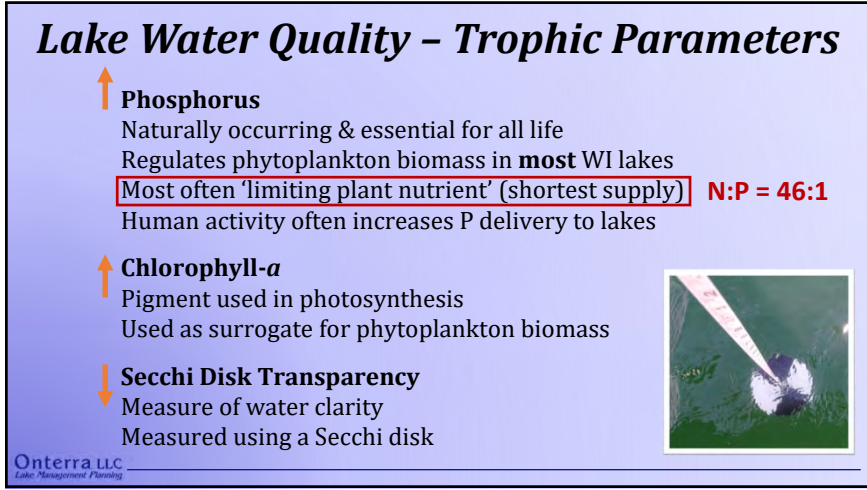 Lake Water Quality – Trophic Parameters
Phosphorus
Naturally occurring & essential for all life
Regulates phytoplankton biomass in most WI lakes
Most often ‘limiting plant nutrient’ (shortest supply) N:P = 46:1
Human activity often increases P delivery to lakes
Chlorophyll-a
Pigment used in photosynthesis
Used as surrogate for phytoplankton biomass
Secchi Disk Transparency
Measure of water clarity
Measured using a Secchi disk
Onterra LLC
Lake Management Planning